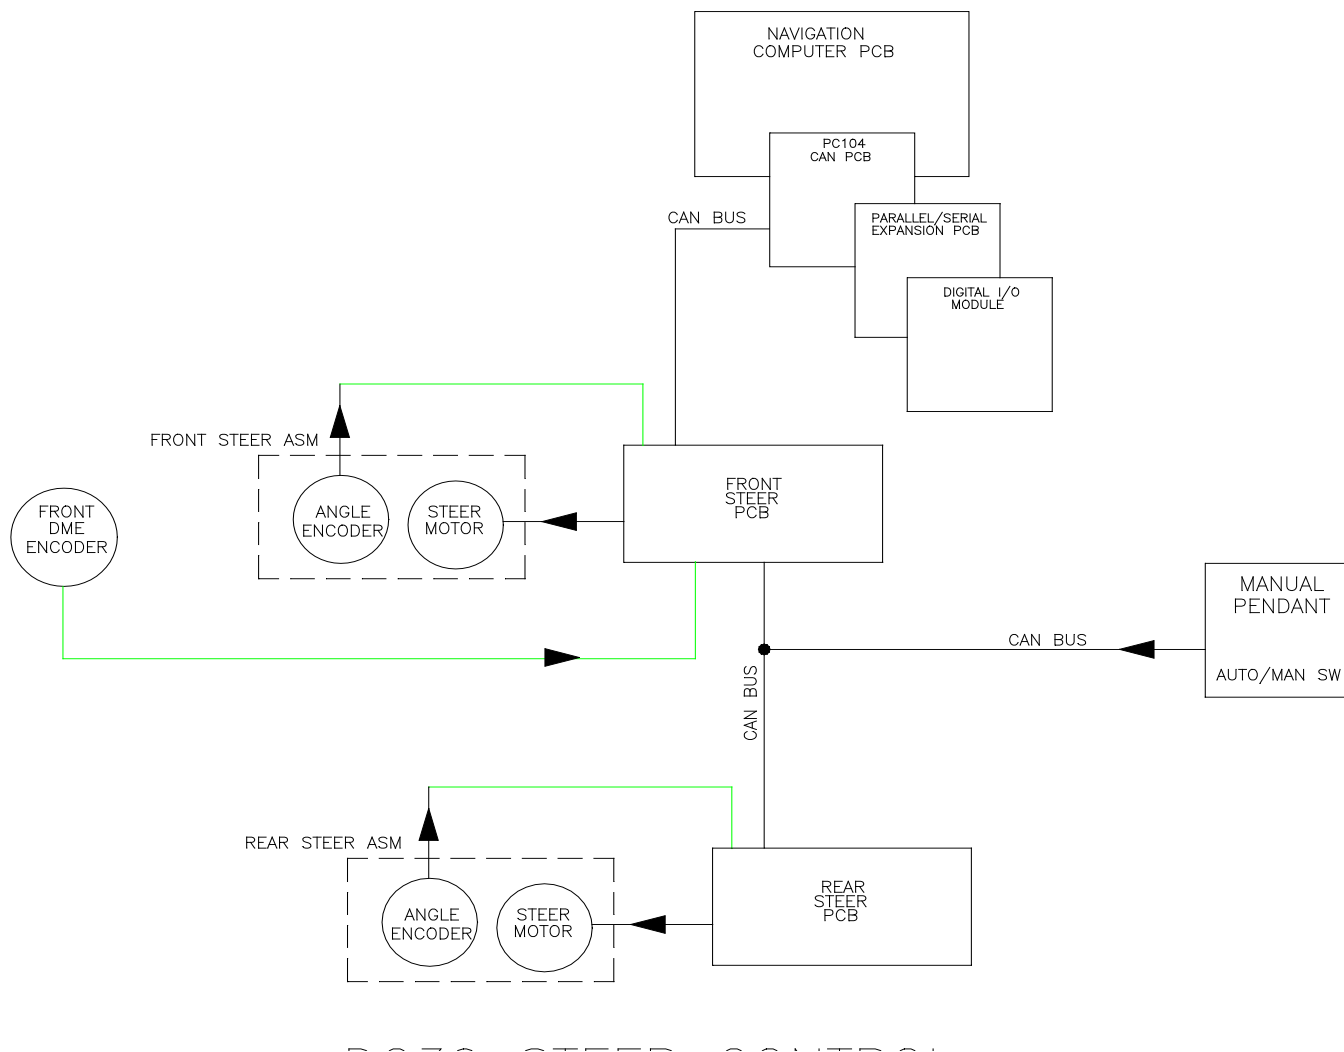 NAVIGATION
COMPUTER PCB
PC104
CAN PCB
CAN BUS
PARALLEL/SERIAL
EXPANSION PCB
DIGITAL I/O
MODULE
FRONT STEER ASM
FRONT
DME
ENCODER
ANGLE
ENCODER
STEER
MOTOR
FRONT
STEER
PCB
MANUAL
PENDANT
AUTO/MAN SW
CAN BUS
CAN BUS
REAR STEER ASM
ANGLE
ENCODER
STEER
MOTOR
REAR
STEER
PCB
STEER CONTROL